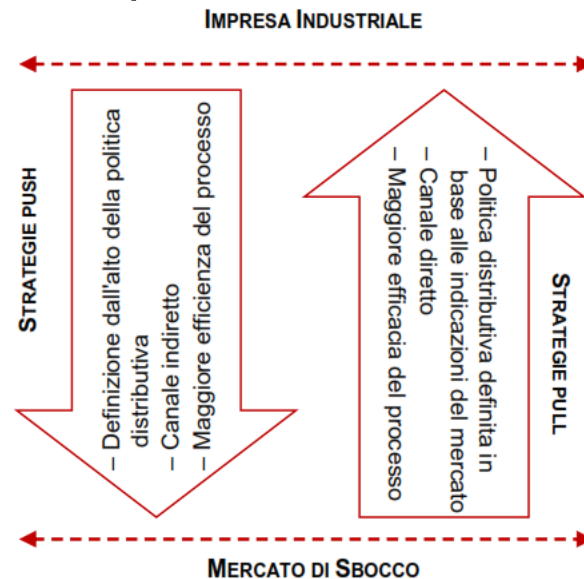 IMPRESA INDUSTRIALE
STRATEGIE PUSH
– Definizione dall'alto della politica
distributiva
– Canale indiretto
– Maggiore efficienza del processo
– Politica distributiva definita in
base alle indicazioni del mercato
– Canale diretto
– Maggiore efficacia del processo
STRATEGIE PULL
MERCATO DI SBOCCO